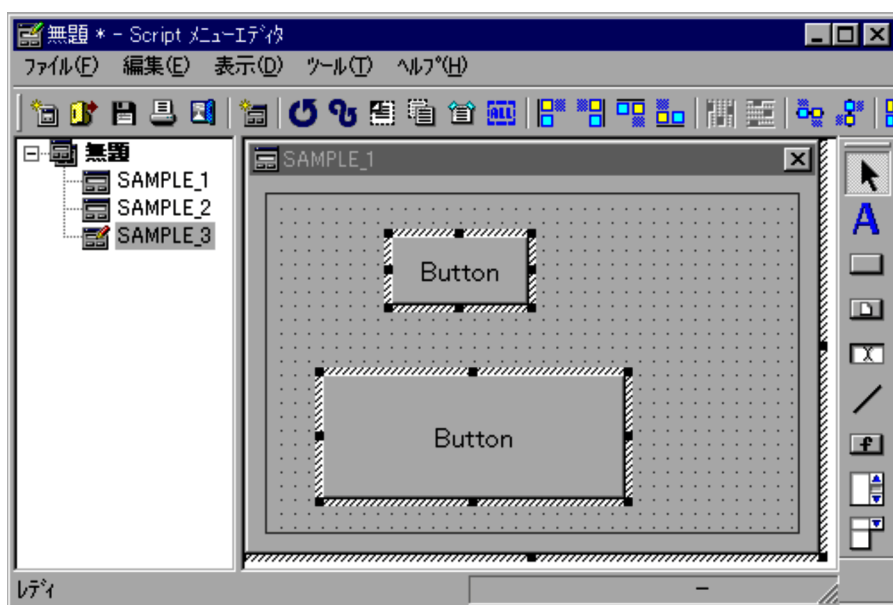 無題 * - Script ﾒﾆｭｰｴﾃﾞｨﾀ
ﾌｧｲﾙ(F) 編集(E) 表示(D) ﾂｰﾙ(T) ﾍﾙﾌﾟ(H)
ALL
無題
SAMPLE_1
SAMPLE_2
SAMPLE_3
SAMPLE_1
Button
Button
A
f
ﾚﾃﾞｨ